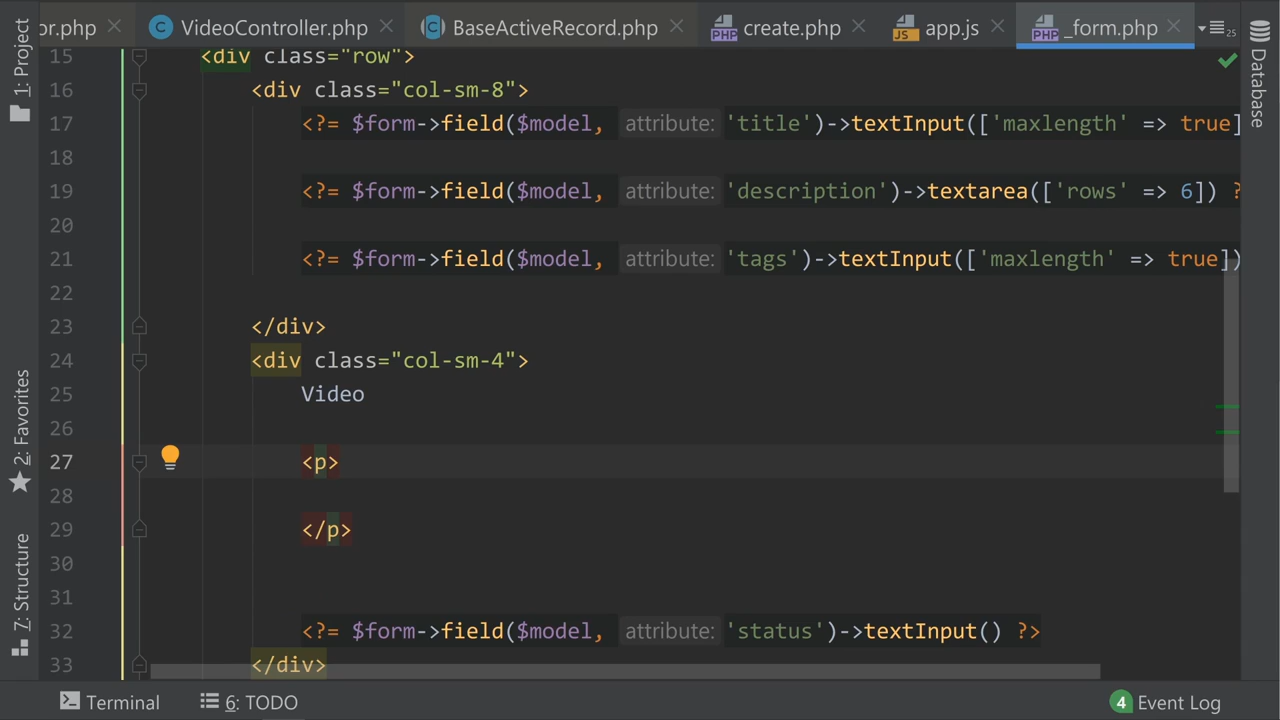 or.php
VideoController.php
BaseActiveRecord.php
create.php
app.js
_form.php
25
1: Project
2: Favorites
7: Structure
Database
15 <div class="row">
16 <div class="col-sm-8">
17 <?= $form->field($model, attribute: 'title')->textInput(['maxlength' => true]
18
19 <?= $form->field($model, attribute: 'description')->textarea(['rows' => 6]) ?
20
21 <?= $form->field($model, attribute: 'tags')->textInput(['maxlength' => true])
22
23 </div>
24 <div class="col-sm-4">
25 Video
26
27 <p>
28
29 </p>
30
31
32 <?= $form->field($model, attribute: 'status')->textInput() ?>
33 </div>
Terminal
6: TODO
4 Event Log